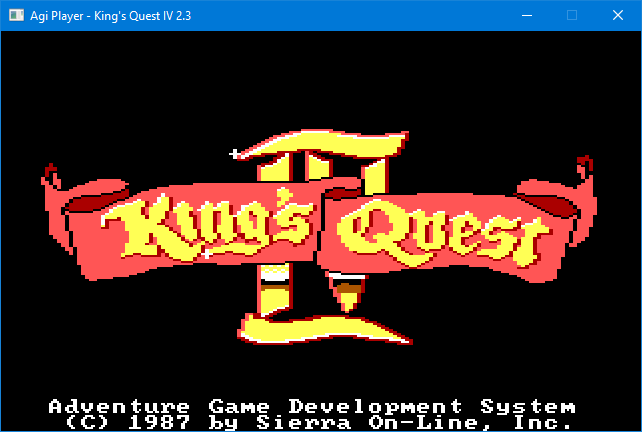 Agi Player - King's Quest IV 2.3
King's Quest
Adventure Game Development System
(C) 1987 by Sierra On-Line, Inc.